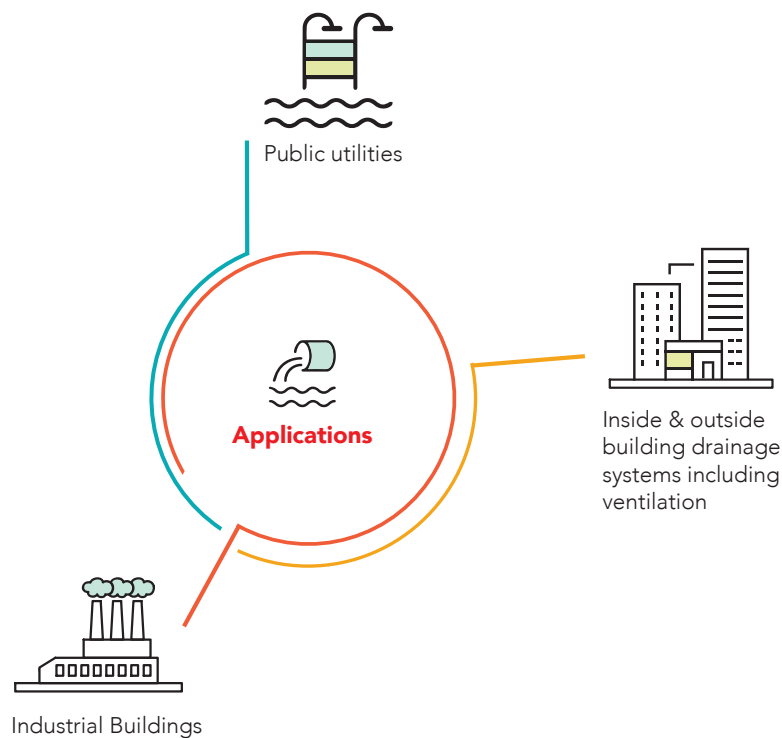 Public utilities
Applications
Inside & outside
building drainage
systems including
ventilation
Industrial Buildings